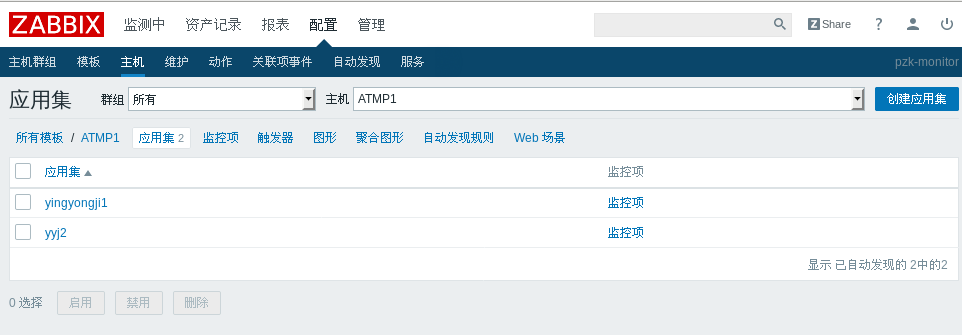 ZABBIX 监测中 资产记录 报表 配置 管理 Z Share ?
主机群组 模板 主机 维护 动作 关联项事件 自动发现 服务 pzk-monitor
应用集 群组 所有 主机 ATMP1 创建应用集
所有模板 / ATMP1 应用集 2 监控项 触发器 图形 聚合图形 自动发现规则 Web 场景
应用集 监控项
yingyongji1 监控项
yyj2 监控项
显示 已自动发现的 2中的2
0 选择 启用 禁用 删除